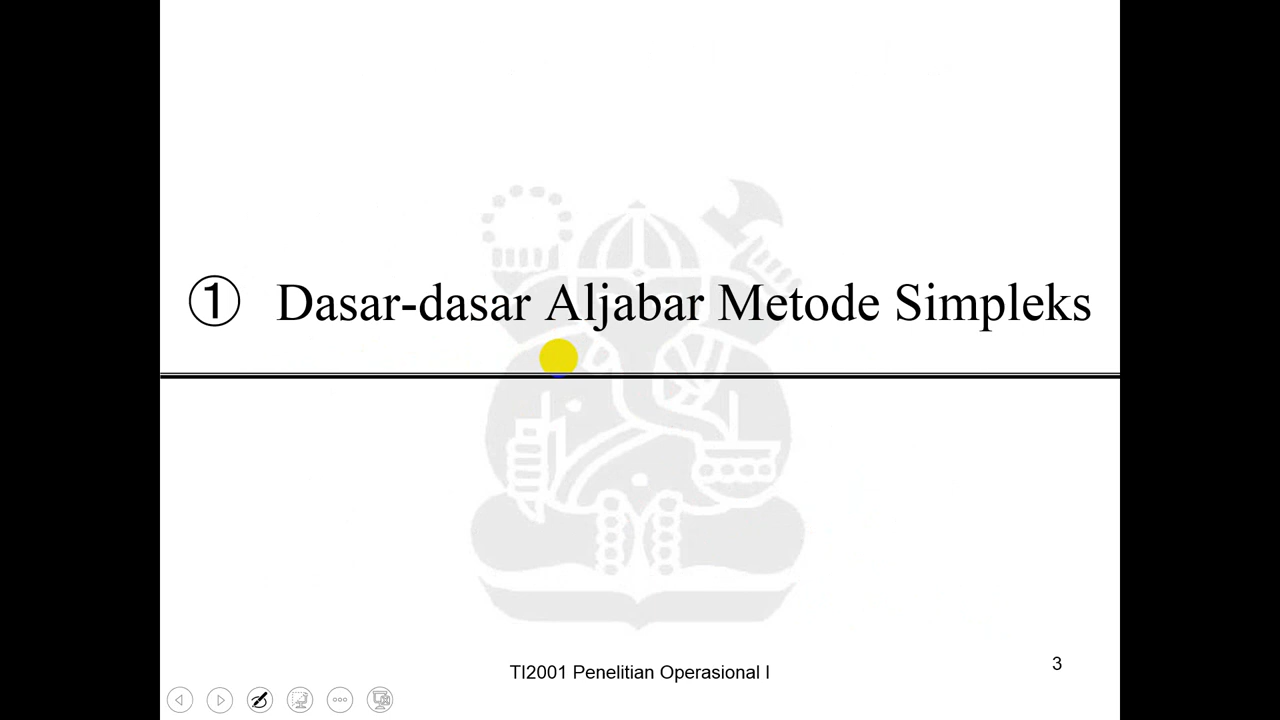 ① Dasar-dasar Aljabar Metode Simpleks
TI2001 Penelitian Operasional I
3